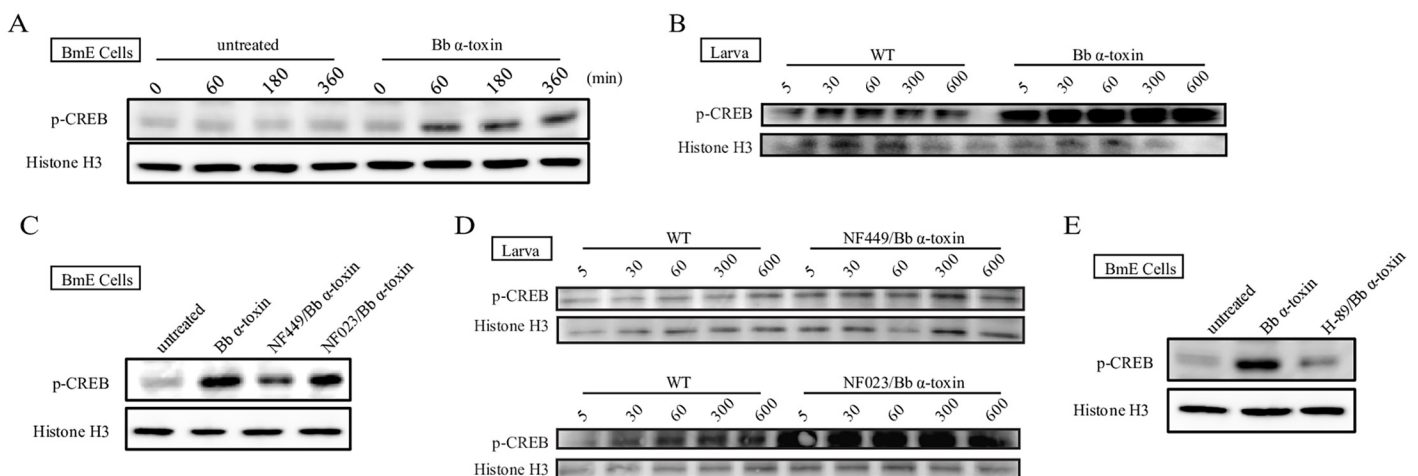 A
BmE Cells
untreated
Bb α-toxin
0 60 180 360 0 60 180 360 (min)
p-CREB
Histone H3
B
Larva
WT
Bb α-toxin
5 30 60 300 600 5 30 60 300 600
p-CREB
Histone H3
C
BmE Cells
untreated
Bb α-toxin
NF449/Bb α-toxin
NF023/Bb α-toxin
p-CREB
Histone H3
D
Larva
WT
NF449/Bb α-toxin
5 30 60 300 600 5 30 60 300 600
p-CREB
Histone H3
WT
NF023/Bb α-toxin
5 30 60 300 600 5 30 60 300 600
p-CREB
Histone H3
E
BmE Cells
untreated
Bb α-toxin
H-89/Bb α-toxin
p-CREB
Histone H3